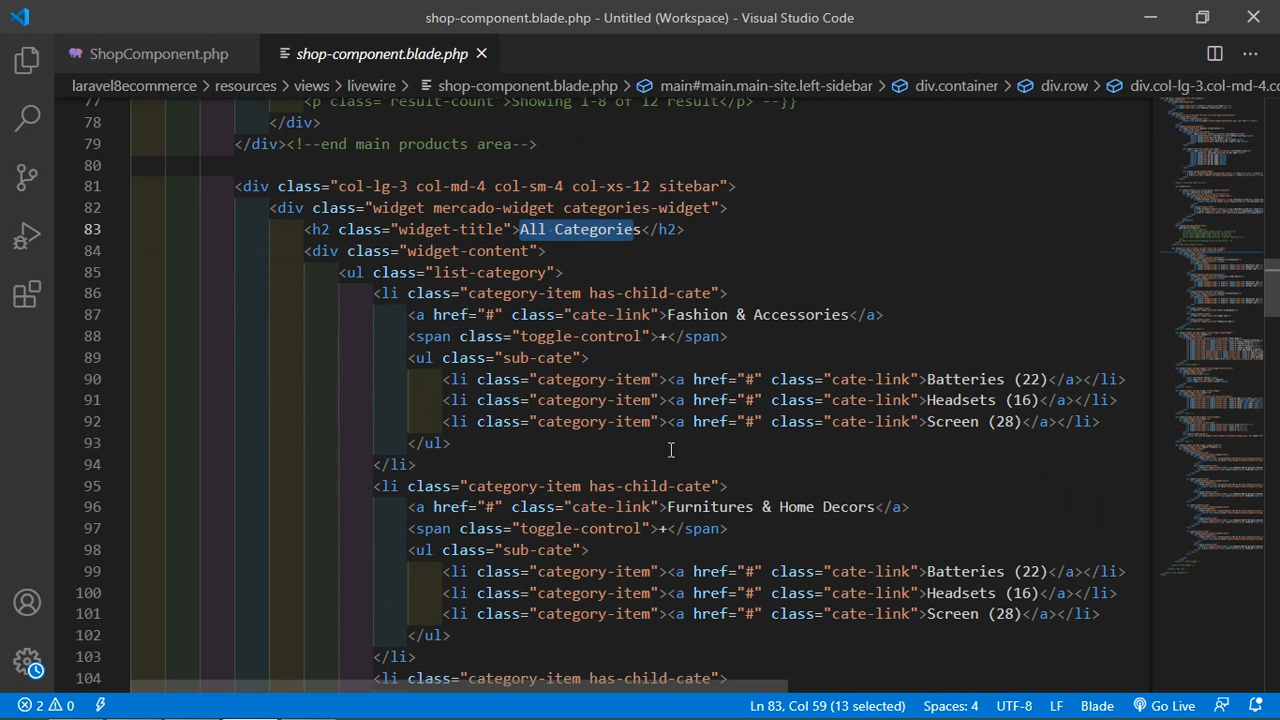 shop-component.blade.php - Untitled (Workspace) - Visual Studio Code
ShopComponent.php
shop-component.blade.php
laravel8ecommerce > resources > views > livewire > shop-component.blade.php > main#main.main-site.left-sidebar > div.container > div.row > div.col-lg-3.col-md-4.c
77 <p class="result-count">Showing 1-8 of 12 result</p> --}}
78 </div>
79 </div><!--end main products area-->
80
81 <div class="col-lg-3 col-md-4 col-sm-4 col-xs-12 sitebar">
82 <div class="widget mercado-widget categories-widget">
83 <h2 class="widget-title">All Categories</h2>
84 <div class="widget-content">
85 <ul class="list-category">
86 <li class="category-item has-child-cate">
87 <a href="#" class="cate-link">Fashion & Accessories</a>
88 <span class="toggle-control">+</span>
89 <ul class="sub-cate">
90 <li class="category-item"><a href="#" class="cate-link">Batteries (22)</a></li>
91 <li class="category-item"><a href="#" class="cate-link">Headsets (16)</a></li>
92 <li class="category-item"><a href="#" class="cate-link">Screen (28)</a></li>
93 </ul>
94 </li>
95 <li class="category-item has-child-cate">
96 <a href="#" class="cate-link">Furnitures & Home Decors</a>
97 <span class="toggle-control">+</span>
98 <ul class="sub-cate">
99 <li class="category-item"><a href="#" class="cate-link">Batteries (22)</a></li>
100 <li class="category-item"><a href="#" class="cate-link">Headsets (16)</a></li>
101 <li class="category-item"><a href="#" class="cate-link">Screen (28)</a></li>
102 </ul>
103 </li>
104 <li class="category-item has-child-cate">
2 0 Ln 83, Col 59 (13 selected) Spaces: 4 UTF-8 LF Blade Go Live